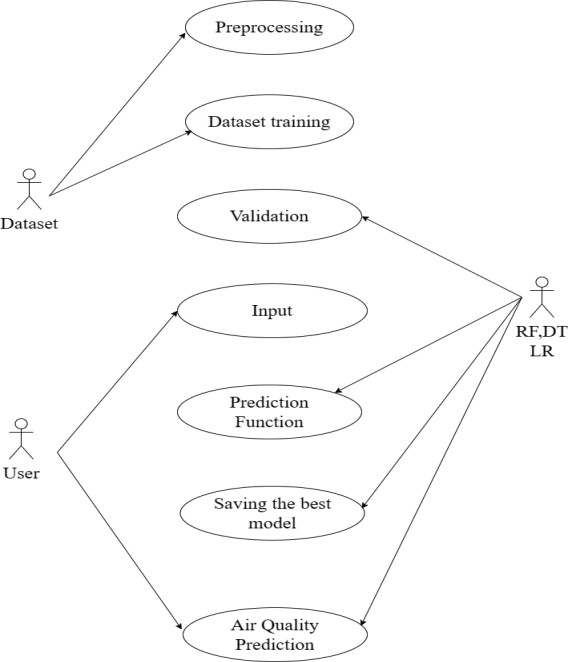 Preprocessing
Dataset training
Dataset
Validation
Input
RF,DT
LR
Prediction
Function
User
Saving the best
model
Air Quality
Prediction